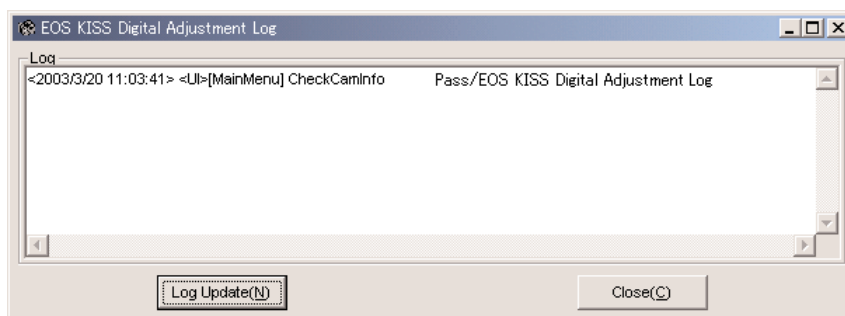 EOS KISS Digital Adjustment Log
Log
<2003/3/20 11:03:41> <UI>[MainMenu] CheckCamInfo Pass/EOS KISS Digital Adjustment Log
Log Update(N) Close(C)